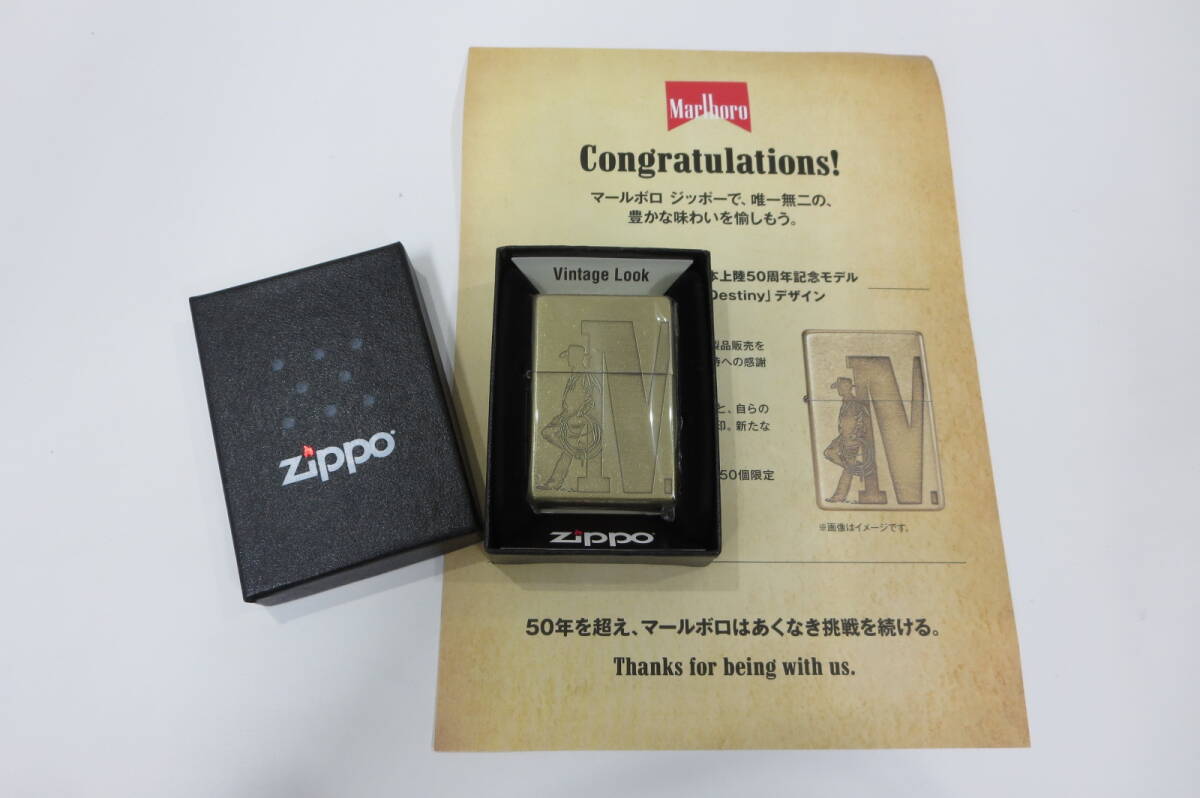 Marlboro
Congratulations!
マールボロ ジッポーで、唯一無二の、
豊かな味わいを愉しもう。
本上陸50周年記念モデル
Destiny」デザイン
製品販売を
への感謝
と、自らの
印。新たな
50個限定
※画像はイメージです。
50年を超え、マールボロはあくなき挑戦を続ける。
Thanks for being with us.
Vintage Look
M.
zippo
zippo
M.